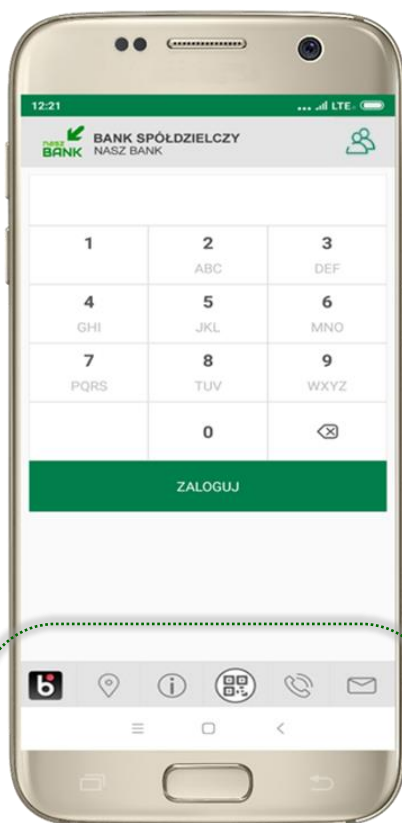 12:21
LTE
nasz BANK
BANK SPÓŁDZIELCZY
NASZ BANK
1 2 3
ABC DEF
4 5 6
GHI JKL MNO
7 8 9
PQRS TUV WXYZ
0
ZALOGUJ
b
i